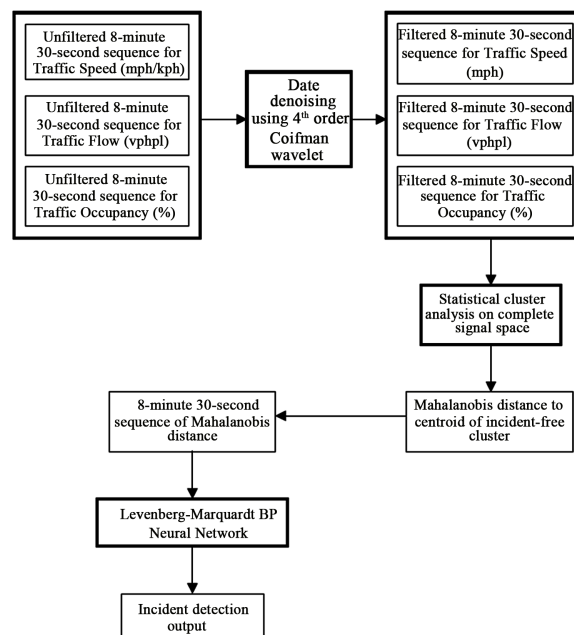 Unfiltered 8-minute
30-second sequence for
Traffic Speed (mph/kph)
Unfiltered 8-minute
30-second sequence for
Traffic Flow (vphpl)
Unfiltered 8-minute
30-second sequence for
Traffic Occupancy (%)
Date
denoising
using 4th order
Coifman
wavelet
Filtered 8-minute 30-second
sequence for Traffic Speed
(mph)
Filtered 8-minute 30-second
sequence for Traffic Flow
(vphpl)
Filtered 8-minute 30-second
sequence for Traffic
Occupancy (%)
Statistical cluster
analysis on complete
signal space
Mahalanobis distance to
centroid of incident-free
cluster
8-minute 30-second
sequence of Mahalanobis
distance
Levenberg-Marquardt BP
Neural Network
Incident detection
output